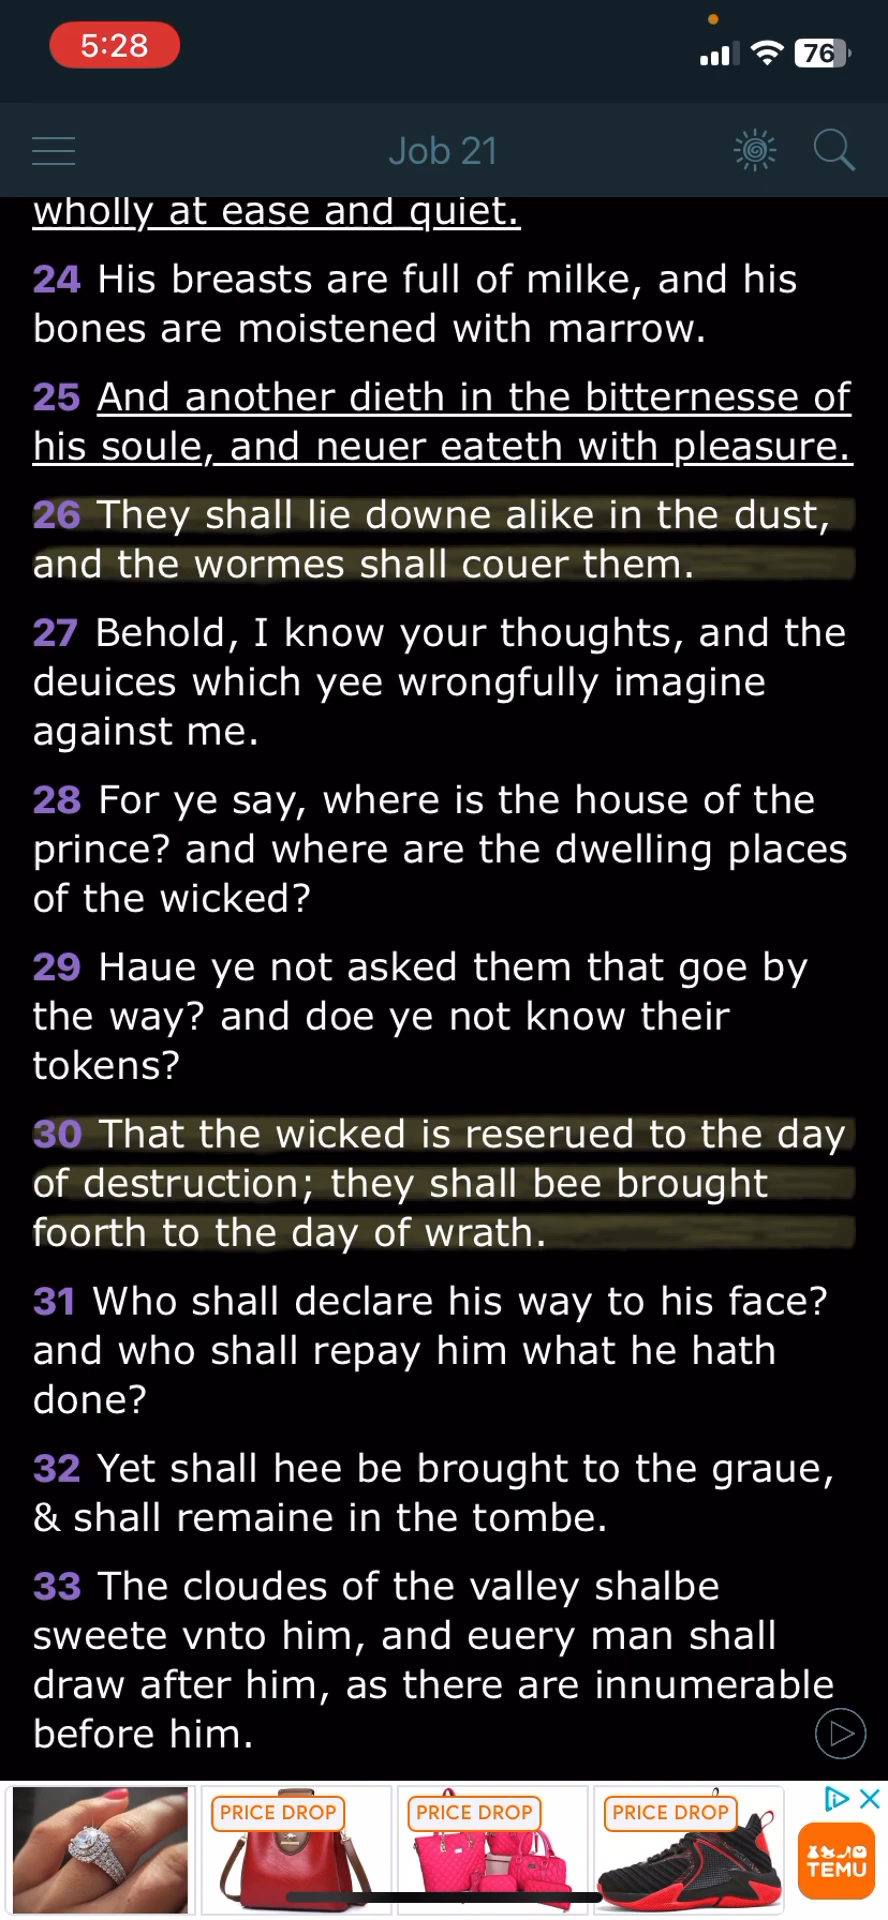 5:28
76
Job 21
wholly at ease and quiet.
24 His breasts are full of milke, and his
bones are moistened with marrow.
25 And another dieth in the bitternesse of
his soule, and neuer eateth with pleasure.
26 They shall lie downe alike in the dust,
and the wormes shall couer them.
27 Behold, I know your thoughts, and the
deuices which yee wrongfully imagine
against me.
28 For ye say, where is the house of the
prince? and where are the dwelling places
of the wicked?
29 Haue ye not asked them that goe by
the way? and doe ye not know their
tokens?
30 That the wicked is reserued to the day
of destruction; they shall bee brought
foorth to the day of wrath.
31 Who shall declare his way to his face?
and who shall repay him what he hath
done?
32 Yet shall hee be brought to the graue,
& shall remaine in the tombe.
33 The cloudes of the valley shalbe
sweete vnto him, and euery man shall
draw after him, as there are innumerable
before him.
PRICE DROP
PRICE DROP
PRICE DROP
TEMU